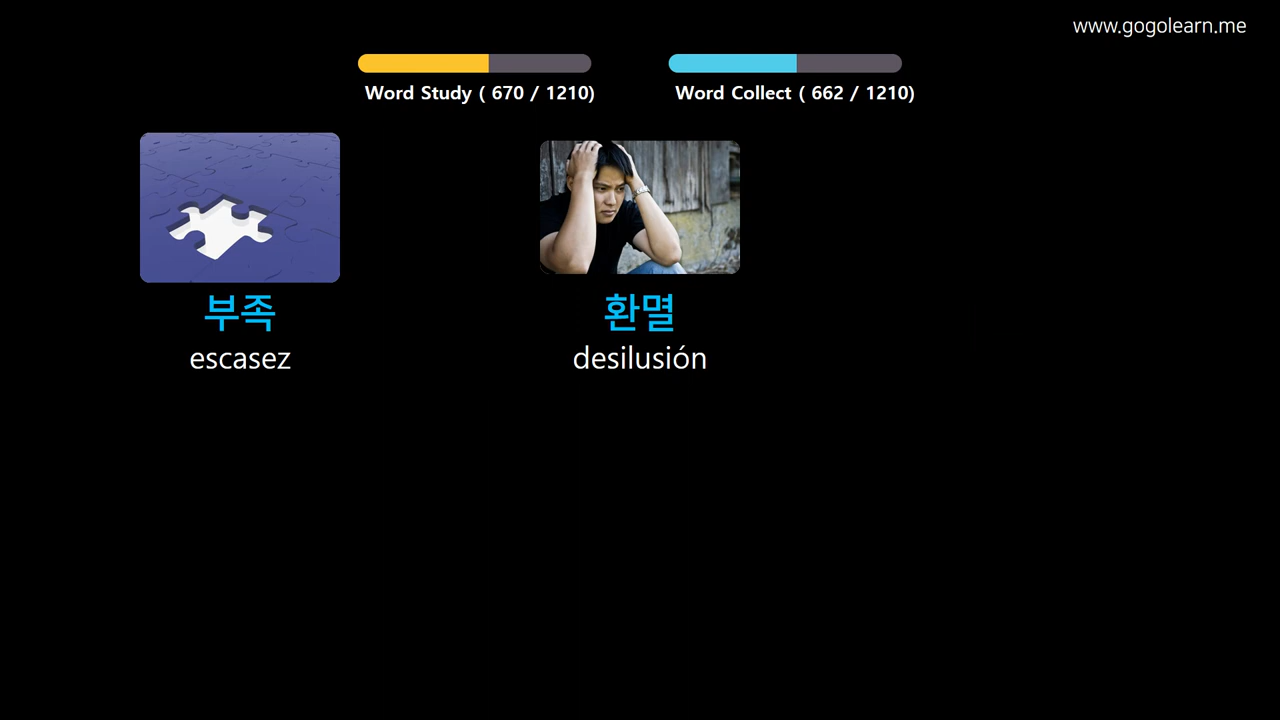 www.gogolearn.me
Word Study ( 670 / 1210)
Word Collect ( 662 / 1210)
부족
escasez
환멸
desilusión